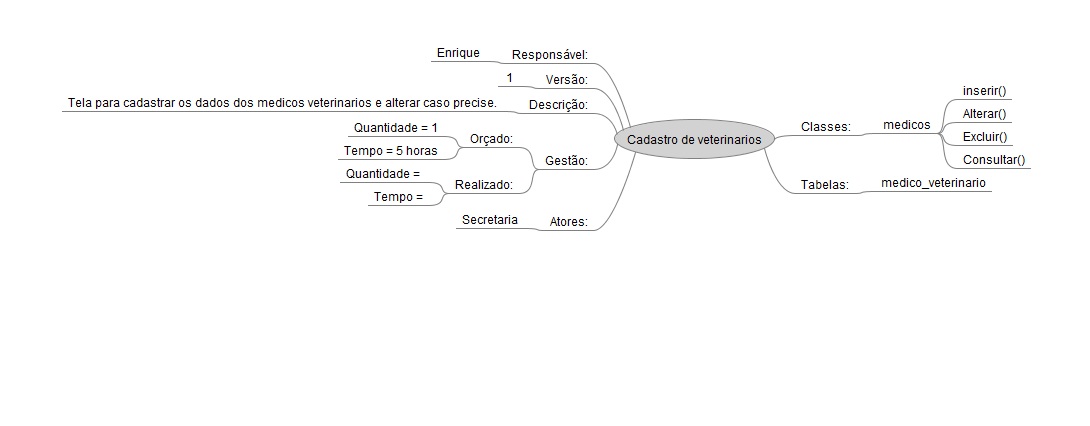 Enrique
Responsável:
1
Versão:
Tela para cadastrar os dados dos medicos veterinarios e alterar caso precise.
Descrição:
Quantidade = 1
Tempo = 5 horas
Orçado:
Quantidade =
Tempo =
Realizado:
Gestão:
Secretaria
Atores:
Cadastro de veterinarios
Classes:
medicos
inserir()
Alterar()
Excluir()
Consultar()
Tabelas:
medico_veterinario